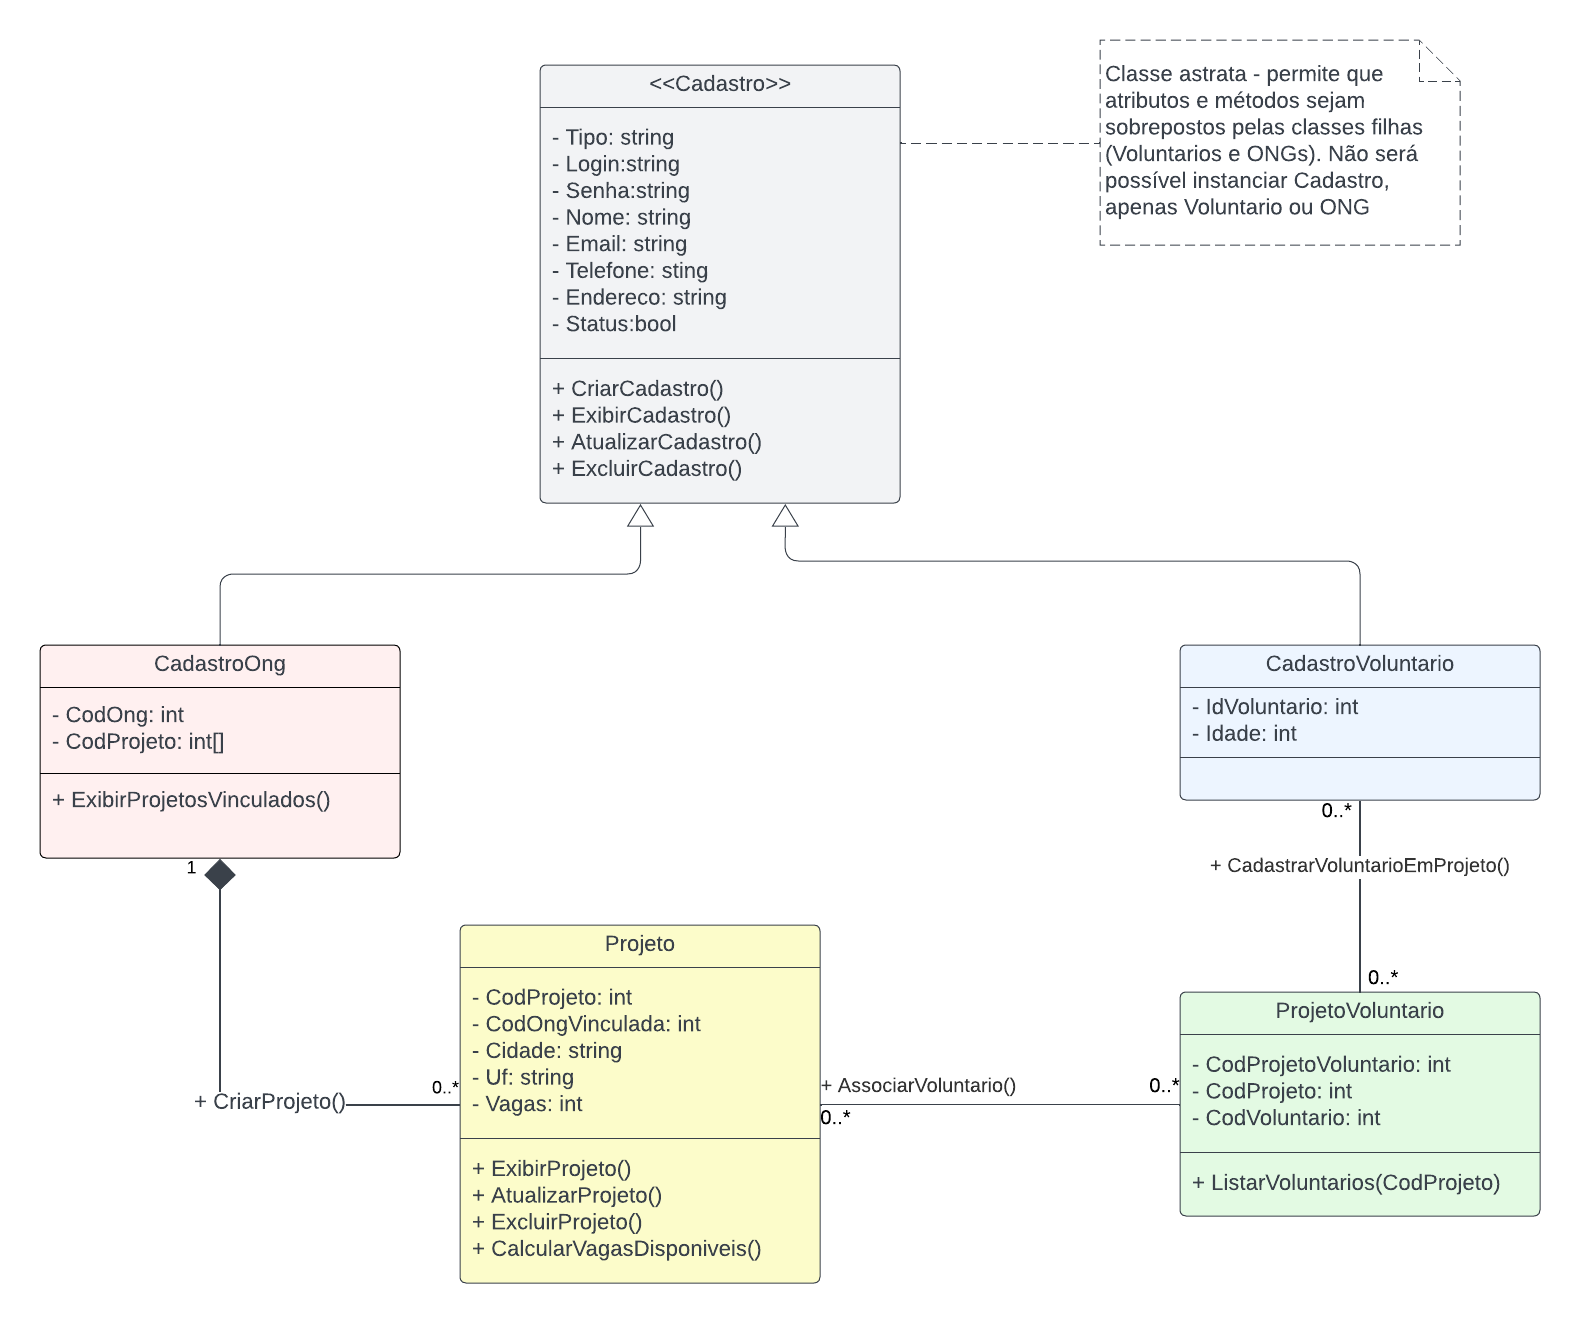 <<Cadastro>>
- Tipo: string
- Login:string
- Senha:string
- Nome: string
- Email: string
- Telefone: sting
- Endereco: string
- Status:bool
+ CriarCadastro()
+ ExibirCadastro()
+ AtualizarCadastro()
+ ExcluirCadastro()
Classe astrata - permite que
atributos e métodos sejam
sobrepostos pelas classes filhas
(Voluntarios e ONGs). Não será
possível instanciar Cadastro,
apenas Voluntario ou ONG
CadastroOng
- CodOng: int
- CodProjeto: int[]
+ ExibirProjetosVinculados()
1
+ CriarProjeto()
0..*
CadastroVoluntario
- IdVoluntario: int
- Idade: int
0..*
+ CadastrarVoluntarioEmProjeto()
0..*
Projeto
- CodProjeto: int
- CodOngVinculada: int
- Cidade: string
- Uf: string
- Vagas: int
+ ExibirProjeto()
+ AtualizarProjeto()
+ ExcluirProjeto()
+ CalcularVagasDisponiveis()
+ AssociarVoluntario()
0..*
0..*
ProjetoVoluntario
- CodProjetoVoluntario: int
- CodProjeto: int
- CodVoluntario: int
+ ListarVoluntarios(CodProjeto)